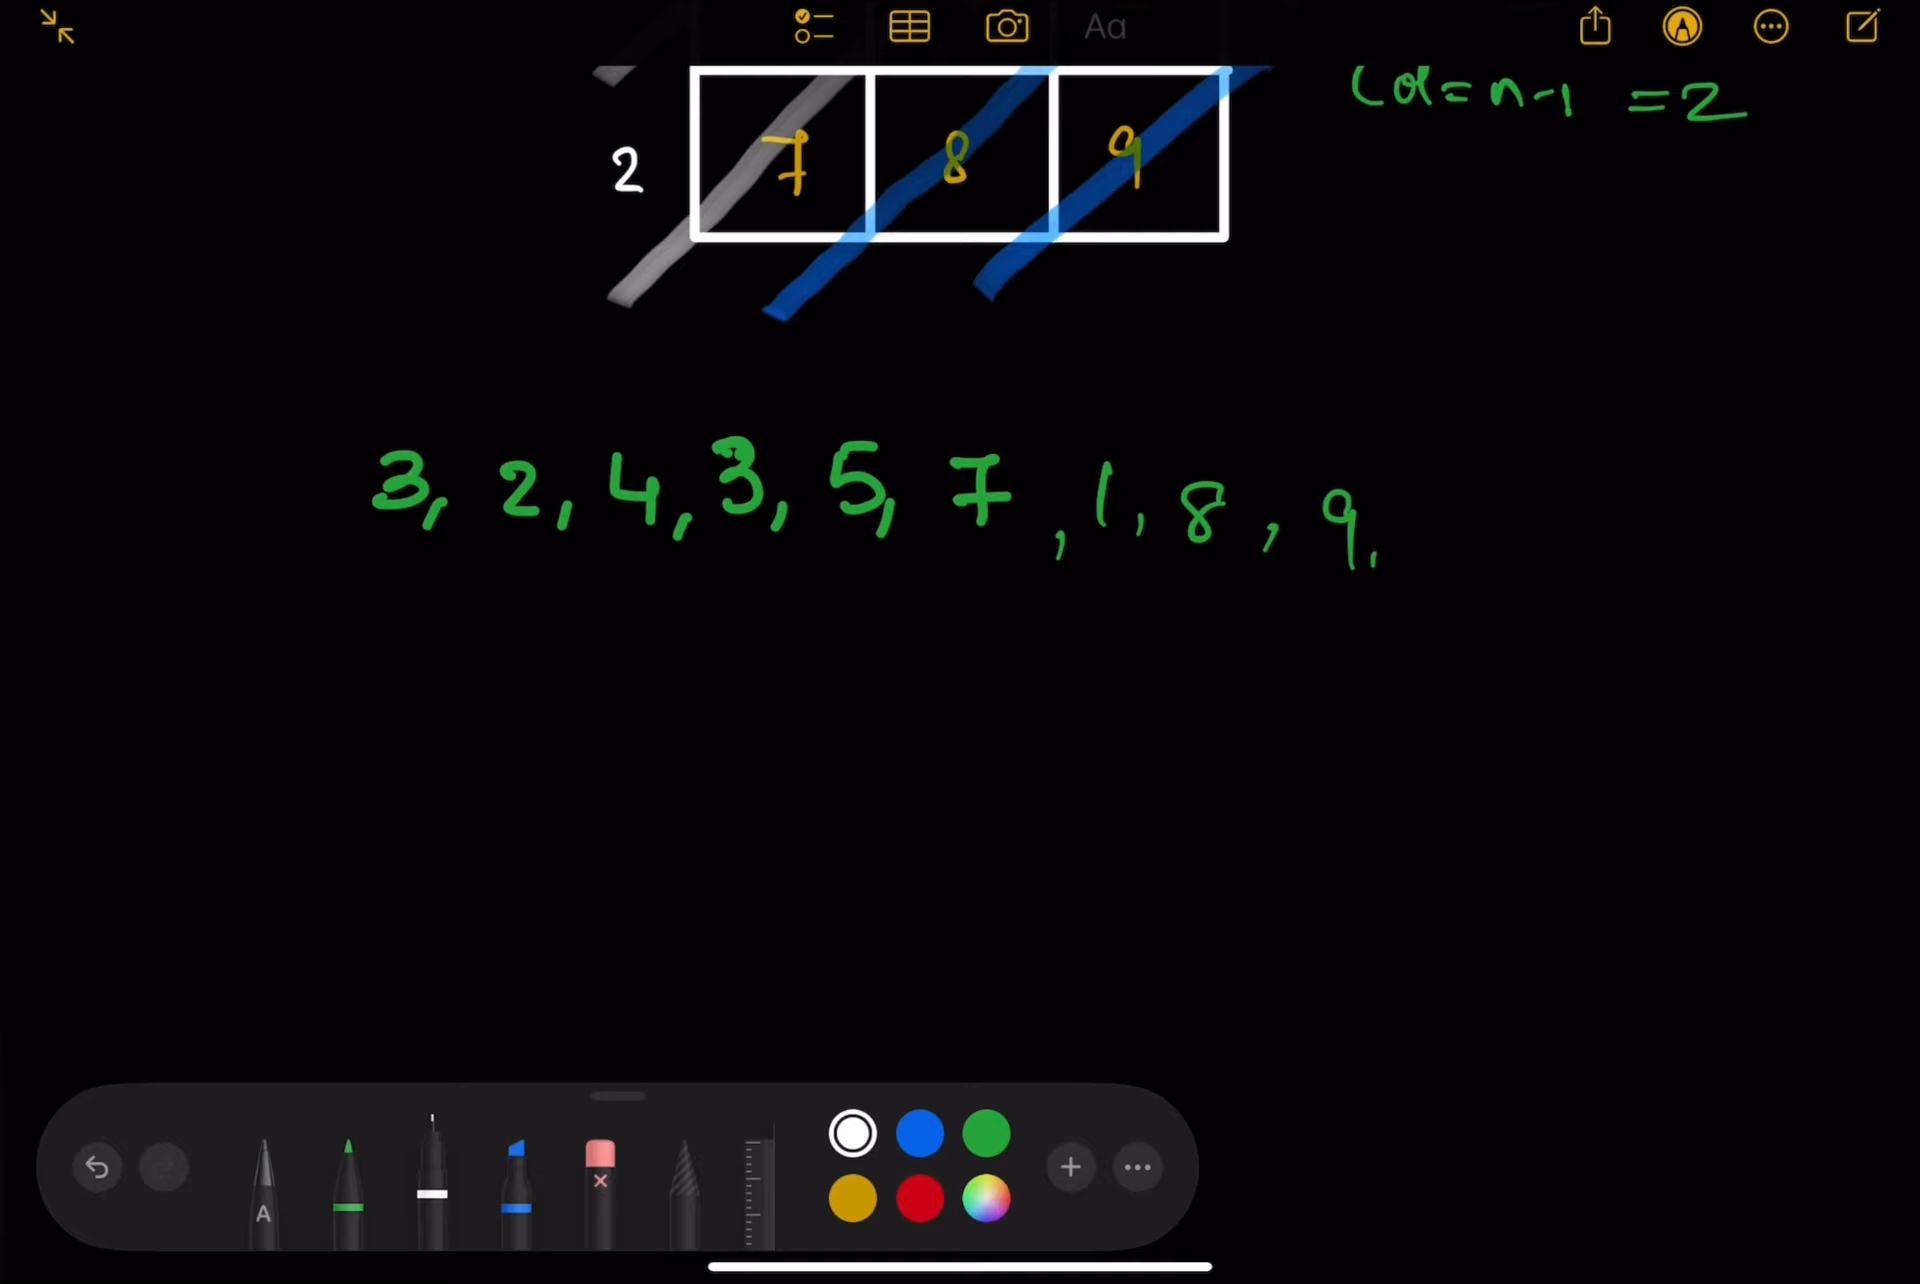 Aa
Col = n-1 = 2
2 7 8 9
3, 2, 4, 3, 5, 7, 1, 8, 9,
A